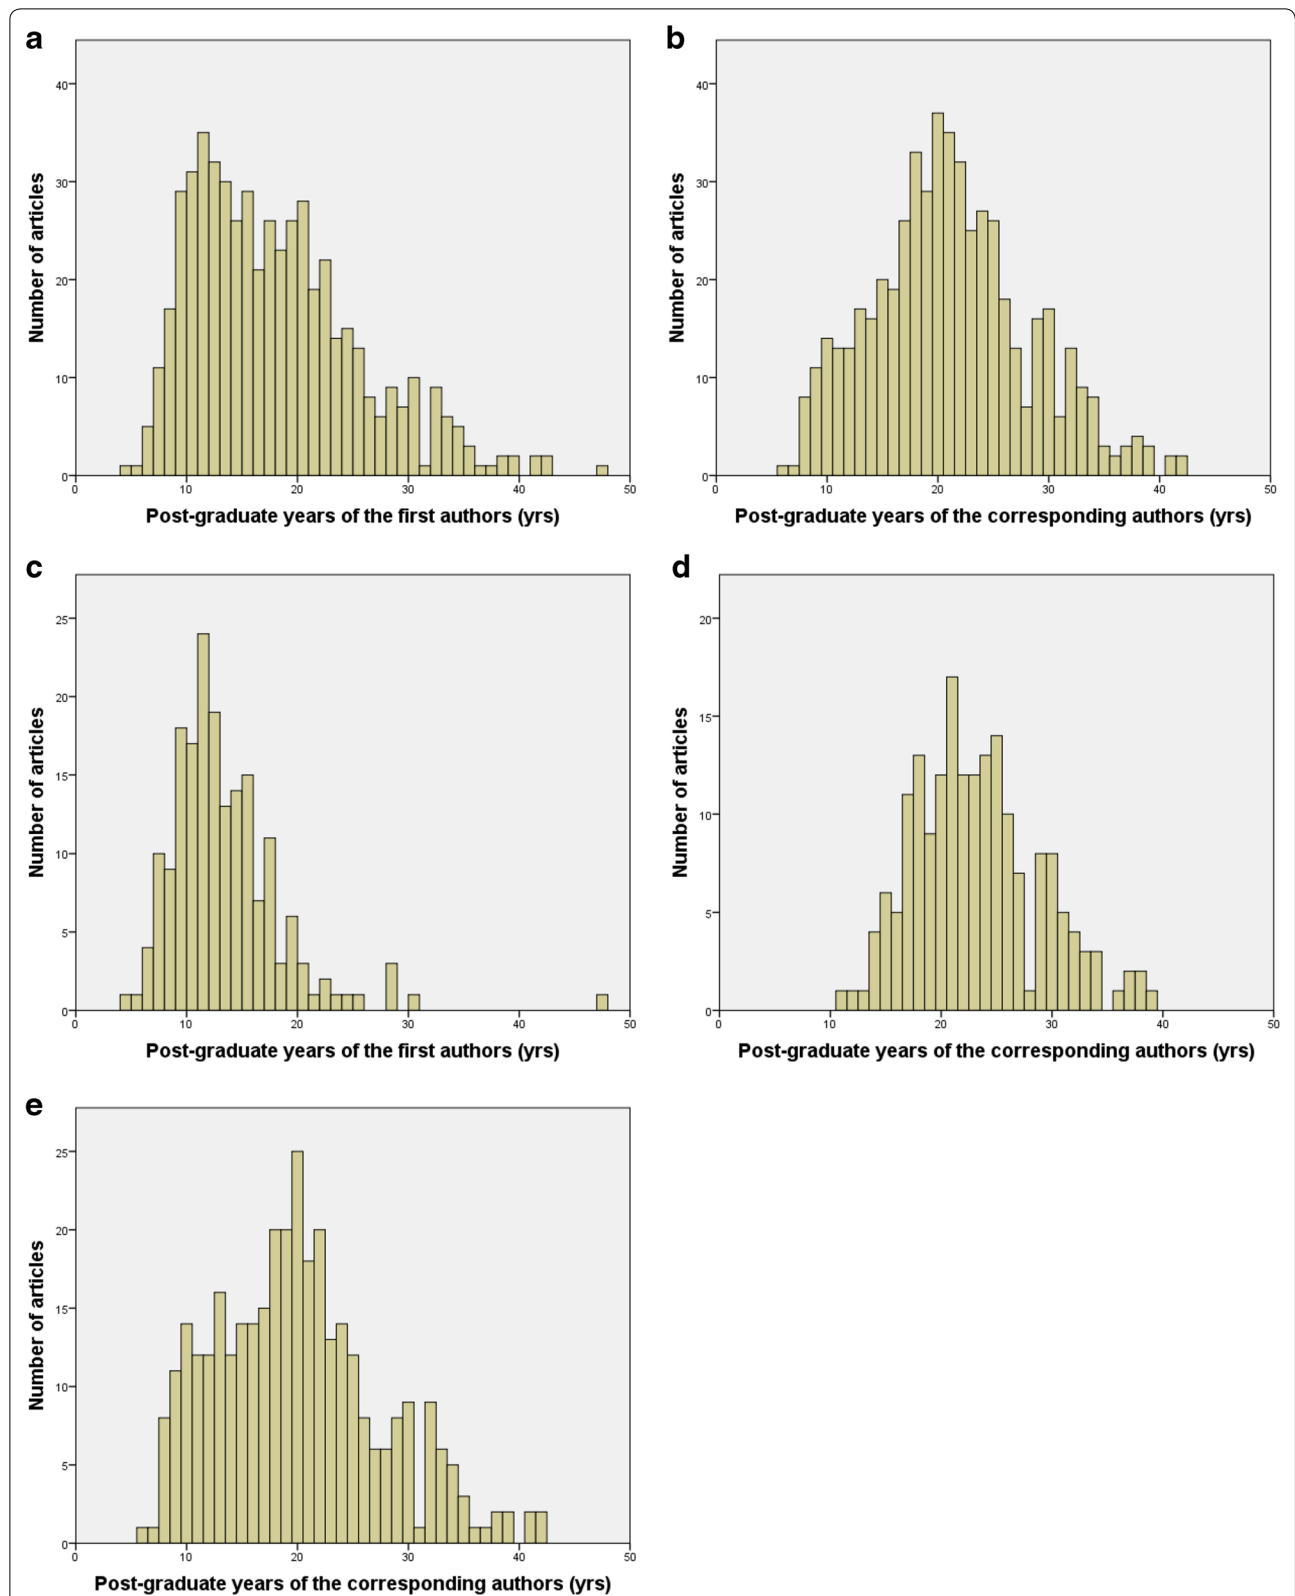 a
40
30
20
10
0
Number of articles
0 10 20 30 40 50
Post-graduate years of the first authors (yrs)
b
40
30
20
10
0
Number of articles
0 10 20 30 40 50
Post-graduate years of the corresponding authors (yrs)
c
25
20
15
10
5
0
Number of articles
0 10 20 30 40 50
Post-graduate years of the first authors (yrs)
d
20
15
10
5
0
Number of articles
0 10 20 30 40 50
Post-graduate years of the corresponding authors (yrs)
e
25
20
15
10
5
0
Number of articles
0 10 20 30 40 50
Post-graduate years of the corresponding authors (yrs)